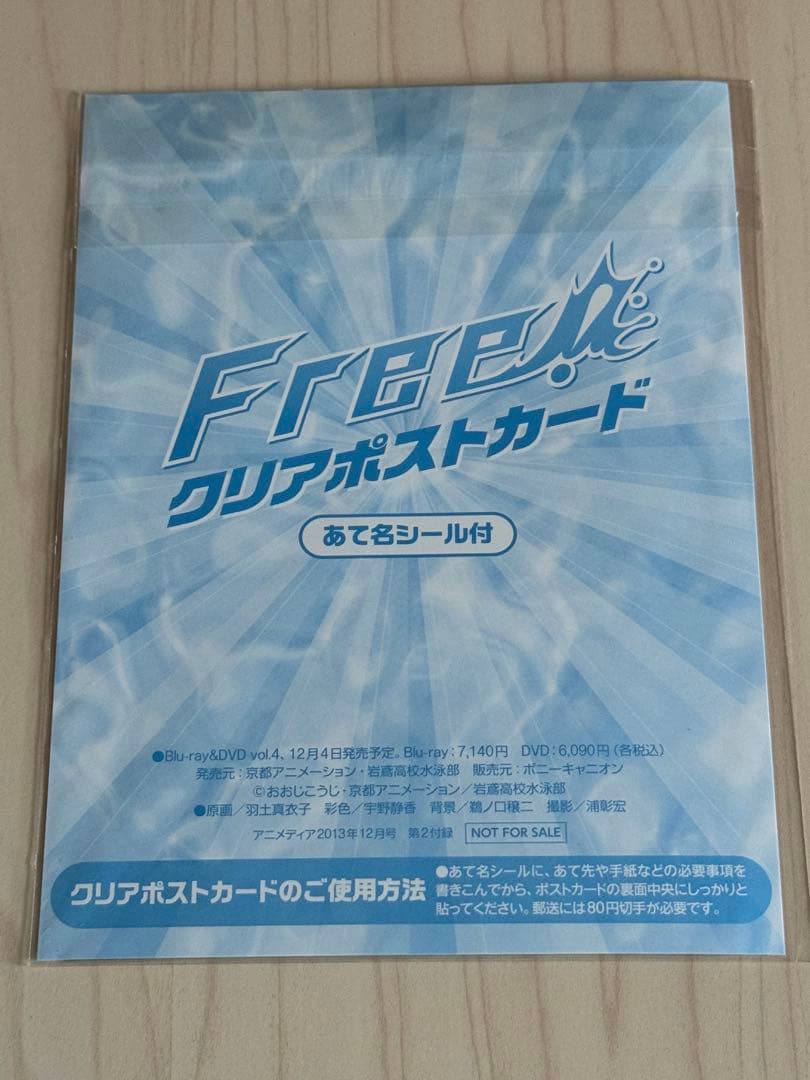 Free!
クリアポストカード
あて名シール付
●Blu-ray&DVD vol.4、12月4日発売予定。Blu-ray：7,140円　DVD：6,090円（各税込）
発売元：京都アニメーション・岩鳶高校水泳部　販売元：ポニーキャニオン
©おおじこうじ・京都アニメーション／岩鳶高校水泳部
●原画／羽土真衣子　彩色／宇野静香　背景／鵜ノ口穣二　撮影／浦彰宏
アニメディア2013年12月号　第2付録　NOT FOR SALE
クリアポストカードのご使用方法
●あて名シールに、あて先や手紙などの必要事項を
書きこんでから、ポストカードの裏面中央にしっかりと
貼ってください。郵送には80円切手が必要です。